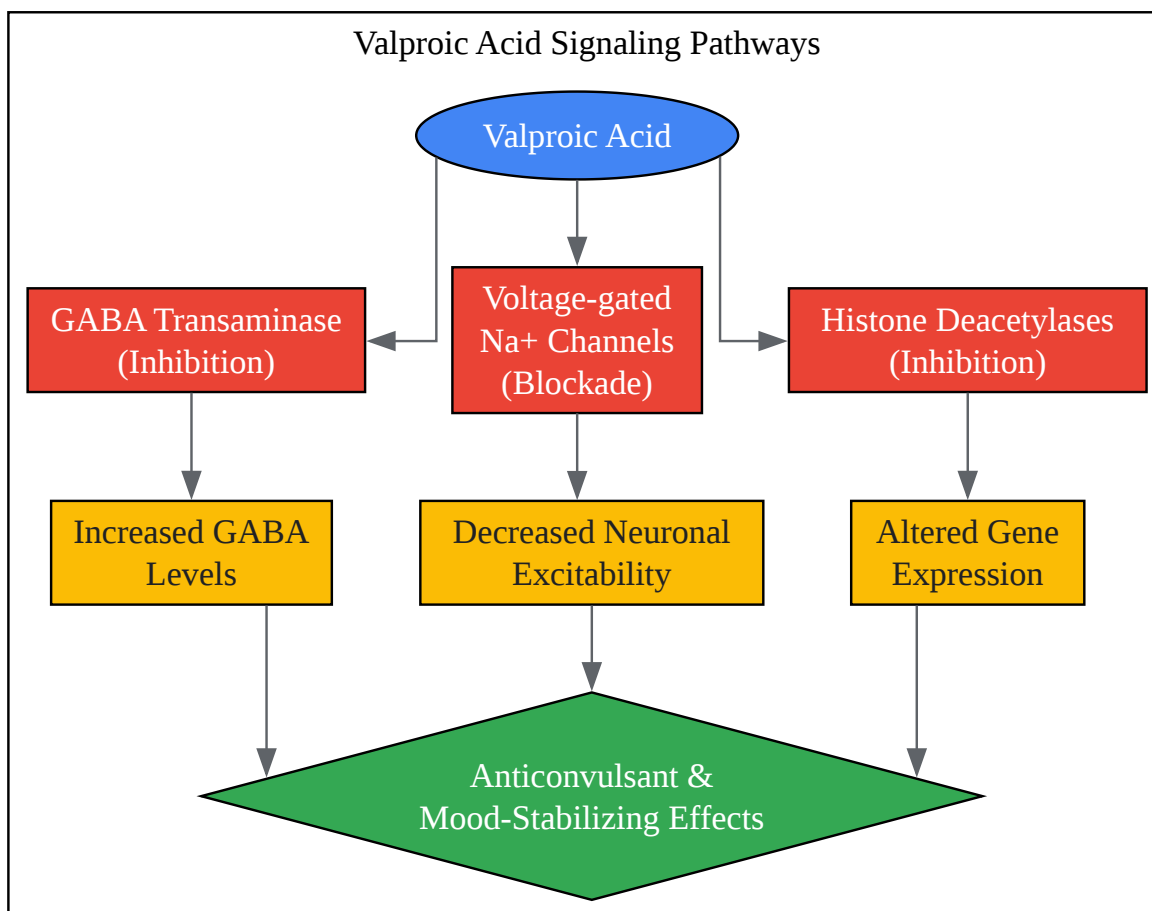 Valproic Acid Signaling Pathways
Valproic Acid
GABA Transaminase
(Inhibition)
Voltage-gated
Na+ Channels
(Blockade)
Histone Deacetylases
(Inhibition)
Increased GABA
Levels
Decreased Neuronal
Excitability
Altered Gene
Expression
Anticonvulsant &
Mood-Stabilizing Effects